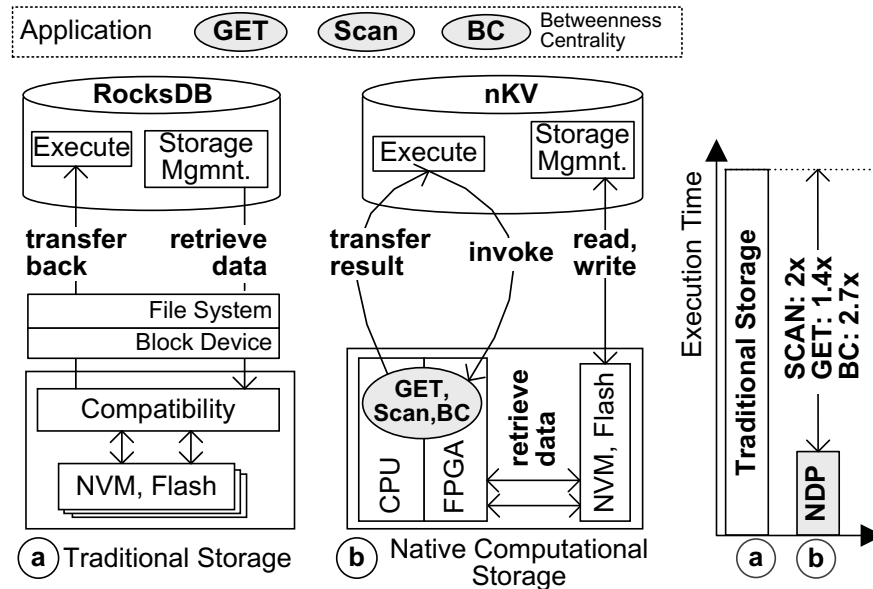 Application
GET
Scan
BC
Betweenness
Centrality
RocksDB
Execute
Storage
Mgmnt.
transfer
back
retrieve
data
File System
Block Device
Compatibility
NVM, Flash
a Traditional Storage
nKV
Execute
Storage
Mgmnt.
transfer
result
invoke
read,
write
GET,
Scan,BC
CPU
FPGA
retrieve
data
NVM, Flash
b Native Computational
Storage
Execution Time
Traditional Storage
SCAN: 2x
GET: 1.4x
BC: 2.7x
NDP
a
b